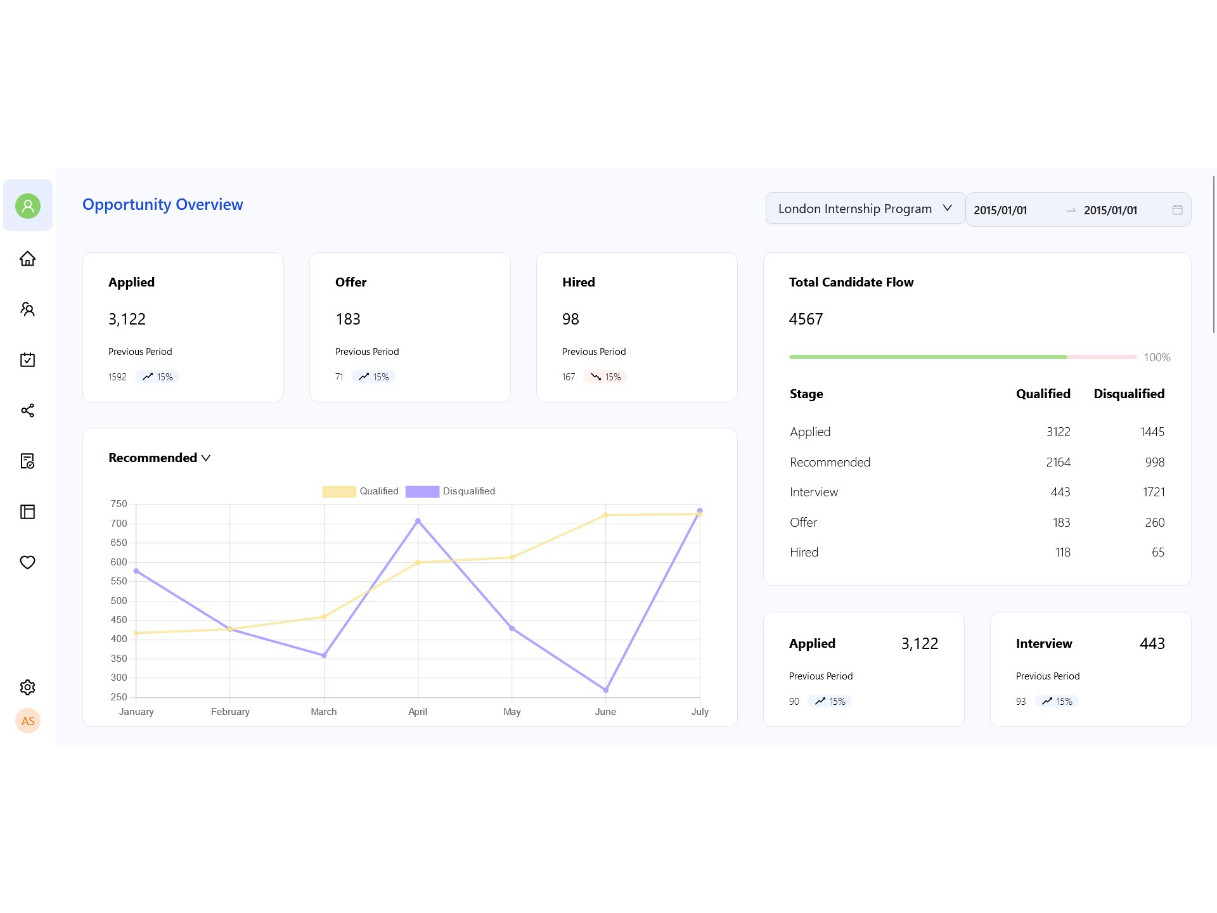 Opportunity Overview
London Internship Program
2015/01/01
2015/01/01
Applied
3,122
Previous Period
1592 15%
Offer
183
Previous Period
71 15%
Hired
98
Previous Period
167 15%
Total Candidate Flow
4567
100%
Stage Qualified Disqualified
Applied 3122 1445
Recommended 2164 998
Interview 443 1721
Offer 183 260
Hired 118 65
Recommended
Qualified Disqualified
750
700
650
600
550
500
450
400
350
300
250
January February March April May June July
Applied 3,122
Previous Period
90 15%
Interview 443
Previous Period
93 15%
AS